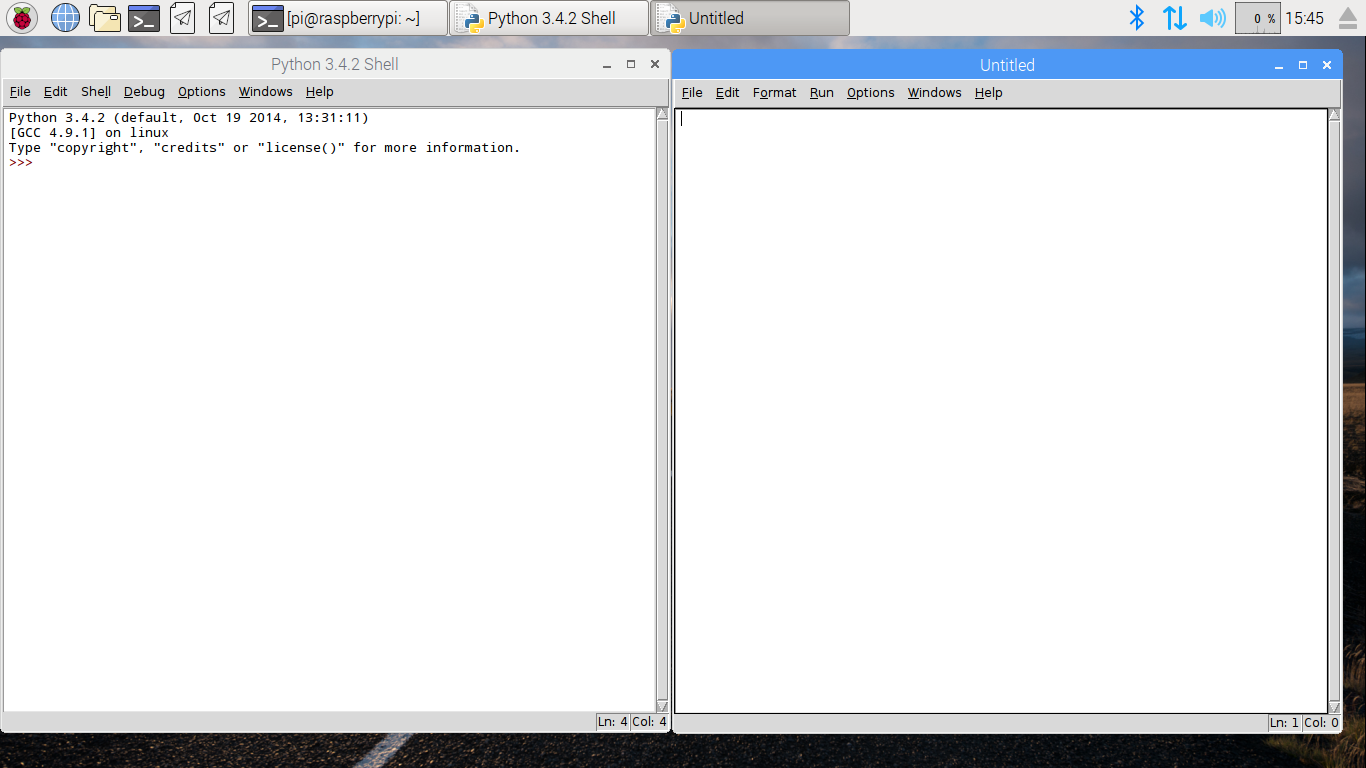 [pi@raspberrypi: ~] Python 3.4.2 Shell Untitled 0 % 15:45
Python 3.4.2 Shell
File Edit Shell Debug Options Windows Help
Python 3.4.2 (default, Oct 19 2014, 13:31:11)
[GCC 4.9.1] on linux
Type "copyright", "credits" or "license()" for more information.
>>>
Ln: 4 Col: 4
Untitled
File Edit Format Run Options Windows Help
Ln: 1 Col: 0